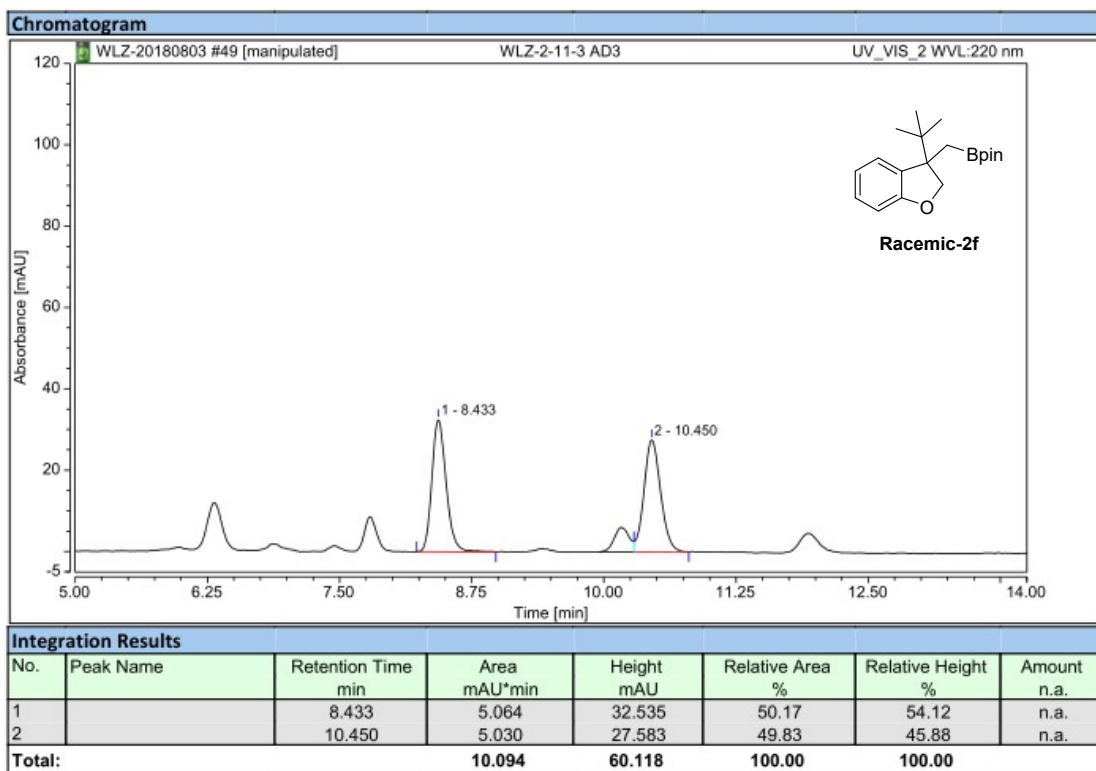 Chromatogram
WLZ-20180803 #49 [manipulated] WLZ-2-11-3 AD3 UV_VIS_2 WVL:220 nm
120
100
80
60
40
20
-5
Absorbance [mAU]
Bpin
O
Racemic-2f
1 - 8.433
2 - 10.450
5.00 6.25 7.50 8.75 10.00 11.25 12.50 14.00
Time [min]
Integration Results
No. Peak Name Retention Time Area Height Relative Area Relative Height Amount
min mAU*min mAU % % n.a.
1 8.433 5.064 32.535 50.17 54.12 n.a.
2 10.450 5.030 27.583 49.83 45.88 n.a.
Total: 10.094 60.118 100.00 100.00